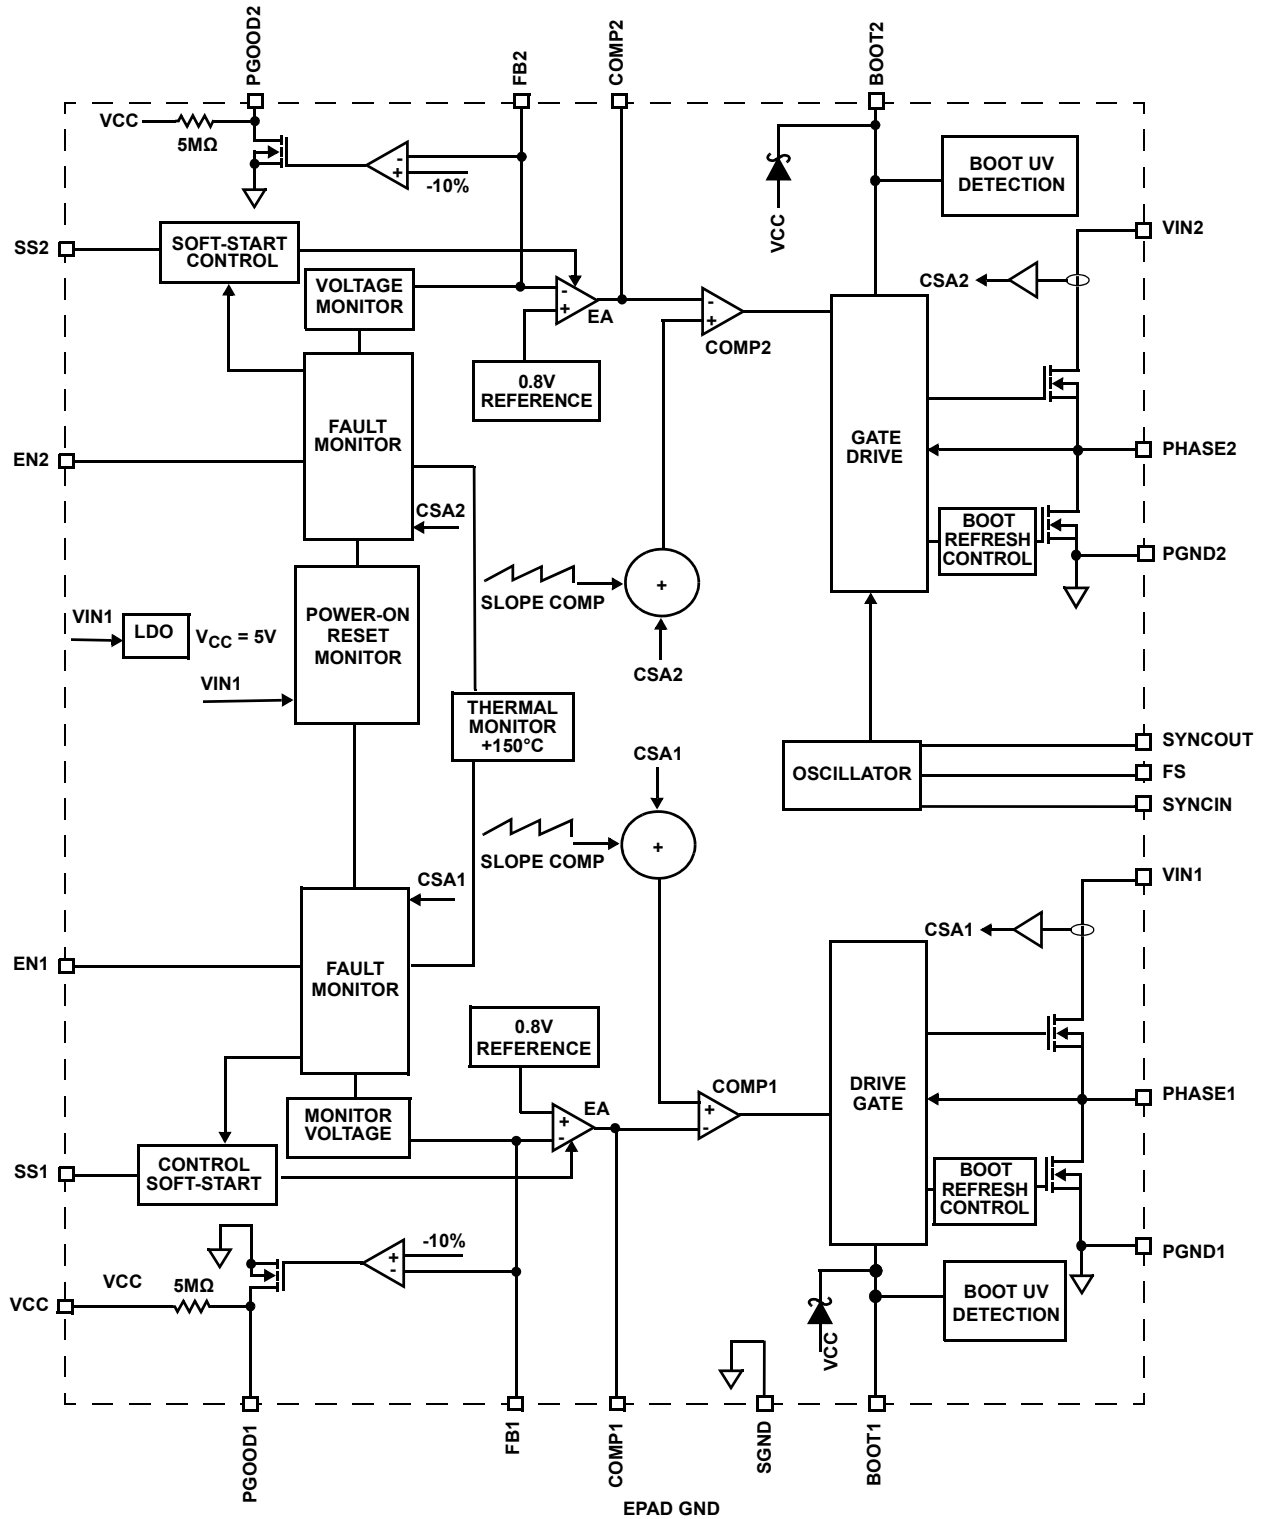 PGOOD2
FB2
COMP2
BOOT2
VCC
5MΩ
-
+
-10%
VCC
BOOT UV
DETECTION
SS2
SOFT-START
CONTROL
VIN2
CSA2
VOLTAGE
MONITOR
-
+
EA
-
+
COMP2
0.8V
REFERENCE
FAULT
MONITOR
GATE
DRIVE
EN2
PHASE2
CSA2
BOOT
REFRESH
CONTROL
PGND2
SLOPE COMP
+
CSA2
VIN1
LDO
VCC = 5V
POWER-ON
RESET
MONITOR
VIN1
THERMAL
MONITOR
+150°C
CSA1
OSCILLATOR
SYNCOUT
FS
SYNCIN
SLOPE COMP
+
CSA1
VIN1
CSA1
EN1
FAULT
MONITOR
0.8V
REFERENCE
DRIVE
GATE
COMP1
+
-
EA
+
-
PHASE1
MONITOR
VOLTAGE
SS1
CONTROL
SOFT-START
BOOT
REFRESH
CONTROL
PGND1
-10%
+
-
VCC
VCC
5MΩ
VCC
BOOT UV
DETECTION
PGOOD1
FB1
COMP1
SGND
BOOT1
EPAD GND